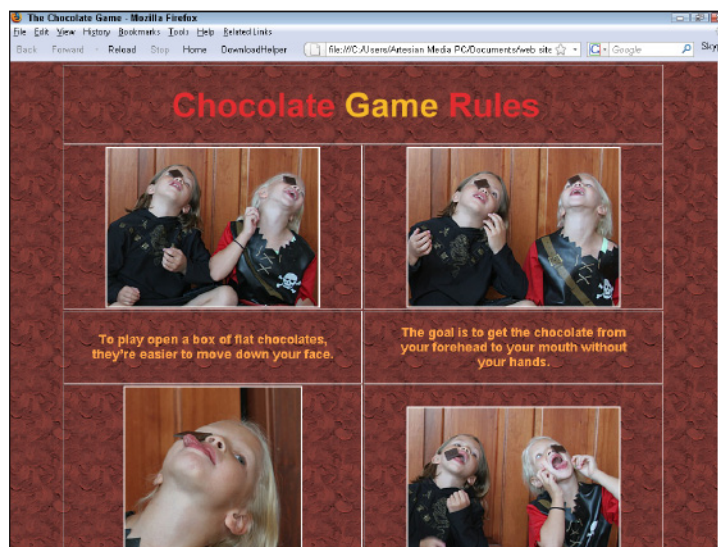 The Chocolate Game - Mozilla Firefox
File Edit View History Bookmarks Tools Help Related Links
Back Forward Reload Stop Home DownloadHelper file:///C:/Users/Artesian Media PC/Documents/web site Google
Chocolate Game Rules
To play open a box of flat chocolates,
they're easier to move down your face.
The goal is to get the chocolate from
your forehead to your mouth without
your hands.